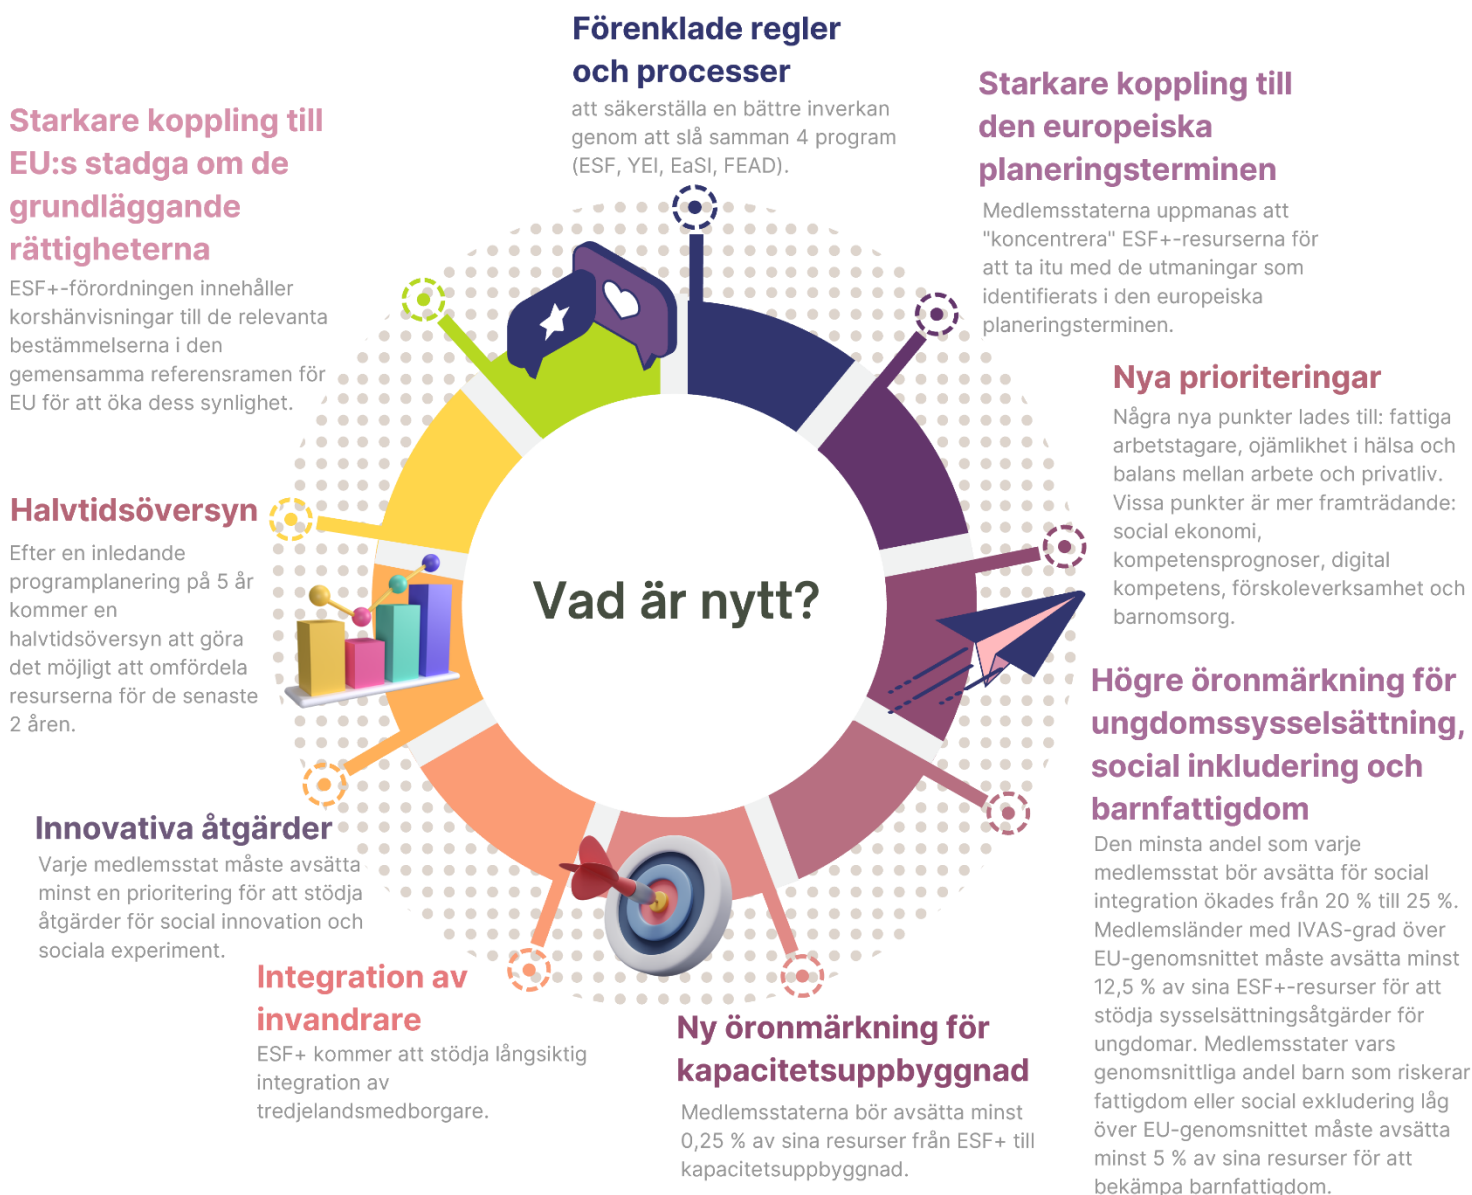 Förenklade regler
och processer
att säkerställa en bättre inverkan
genom att slå samman 4 program
(ESF, YEI, EaSI, FEAD).
Starkare koppling till
den europeiska
planeringsterminen
Medlemsstaterna uppmanas att
"koncentrera" ESF+-resurserna för
att ta itu med de utmaningar som
identifierats i den europeiska
planeringsterminen.
Nya prioriteringar
Några nya punkter lades till: fattiga
arbetstagare, ojämlikhet i hälsa och
balans mellan arbete och privatliv.
Vissa punkter är mer framträdande:
social ekonomi,
kompetensprognoser, digital
kompetens, förskoleverksamhet och
barnomsorg.
Högre öronmärkning för
ungdomssysselsättning,
social inkludering och
barnfattigdom
Den minsta andel som varje
medlemsstat bör avsätta för social
integration ökades från 20 % till 25 %.
Medlemsländer med IVAS-grad över
EU-genomsnittet måste avsätta minst
12,5 % av sina ESF+-resurser för att
stödja sysselsättningsåtgärder för
ungdomar. Medlemsstater vars
genomsnittliga andel barn som riskerar
fattigdom eller social exkludering låg
över EU-genomsnittet måste avsätta
minst 5 % av sina resurser för att
bekämpa barnfattigdom.
Ny öronmärkning för
kapacitetsuppbyggnad
Medlemsstaterna bör avsätta minst
0,25 % av sina resurser från ESF+ till
kapacitetsuppbyggnad.
Integration av
invandrare
ESF+ kommer att stödja långsiktig
integration av
tredjelandsmedborgare.
Innovativa åtgärder
Varje medlemsstat måste avsätta
minst en prioritering för att stödja
åtgärder för social innovation och
sociala experiment.
Halvtidsöversyn
Efter en inledande
programplanering på 5 år
kommer en
halvtidsöversyn att göra
det möjligt att omfördela
resurserna för de senaste
2 åren.
Starkare koppling till
EU:s stadga om de
grundläggande
rättigheterna
ESF+-förordningen innehåller
korshänvisningar till de relevanta
bestämmelserna i den
gemensamma referensramen för
EU för att öka dess synlighet.
Vad är nytt?